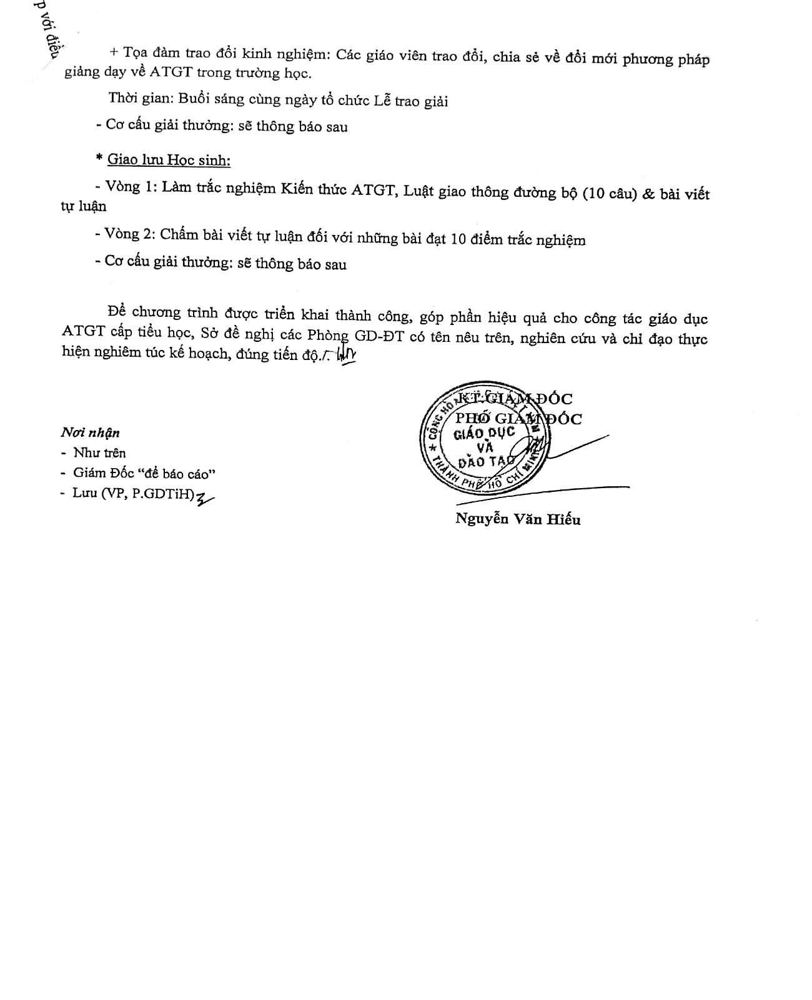 p với điều
+ Tọa đàm trao đổi kinh nghiệm: Các giáo viên trao đổi, chia sẻ về đổi mới phương pháp
giảng dạy về ATGT trong trường học.
Thời gian: Buổi sáng cùng ngày tổ chức Lễ trao giải
- Cơ cấu giải thưởng: sẽ thông báo sau
* Giao lưu Học sinh:
- Vòng 1: Làm trắc nghiệm Kiến thức ATGT, Luật giao thông đường bộ (10 câu) & bài viết
tự luận
- Vòng 2: Chấm bài viết tự luận đối với những bài đạt 10 điểm trắc nghiệm
- Cơ cấu giải thưởng: sẽ thông báo sau
Để chương trình được triển khai thành công, góp phần hiệu quả cho công tác giáo dục
ATGT cấp tiểu học, Sở đề nghị các Phòng GD-ĐT có tên nêu trên, nghiên cứu và chỉ đạo thực
hiện nghiêm túc kế hoạch, đúng tiến độ./.
KT.GIÁM ĐỐC
PHÓ GIÁM ĐỐC
GIÁO DỤC
VÀ
ĐÀO TẠO
THÀNH PHỐ HỒ CHÍ MINH
Nguyễn Văn Hiếu
Nơi nhận
- Như trên
- Giám Đốc “để báo cáo”
- Lưu (VP, P.GDTiH)